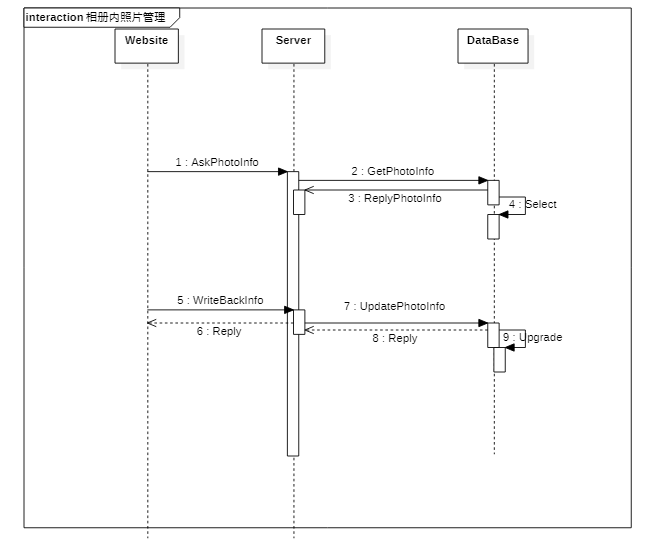 interaction 相册内照片管理
Website
Server
DataBase
1 : AskPhotoInfo
2 : GetPhotoInfo
3 : ReplyPhotoInfo
4 : Select
5 : WriteBackInfo
7 : UpdatePhotoInfo
6 : Reply
8 : Reply
9 : Upgrade